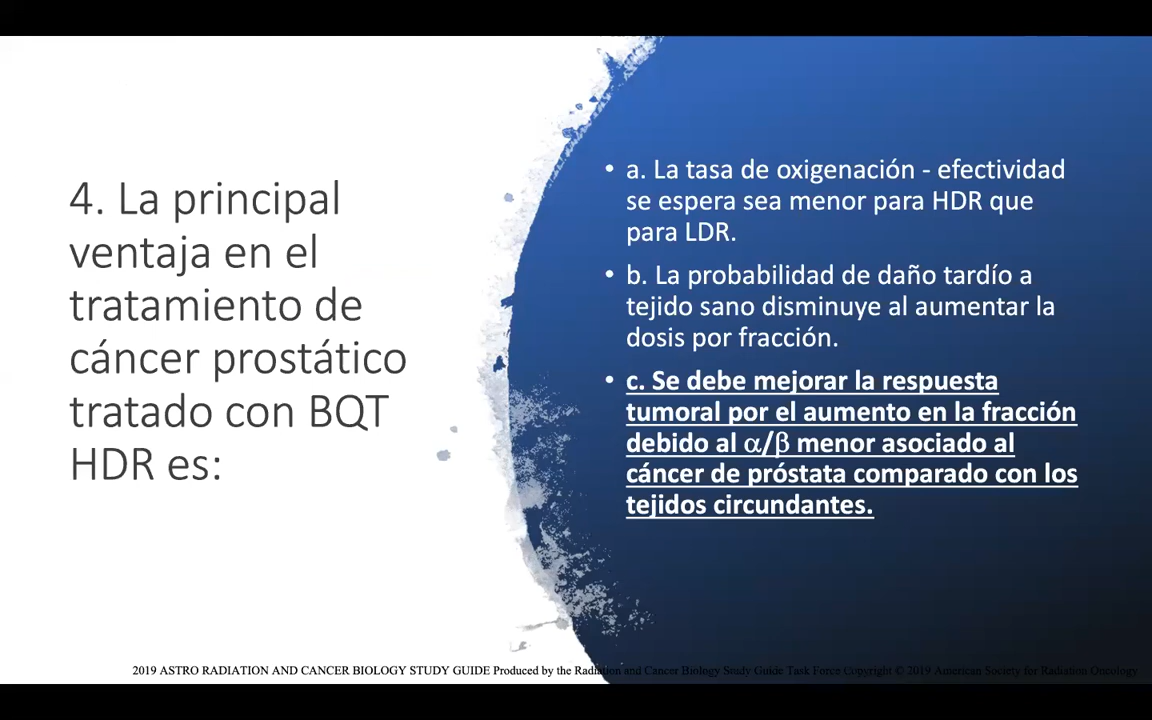 4. La principal
ventaja en el
tratamiento de
cáncer prostático
tratado con BQT
HDR es:
• a. La tasa de oxigenación - efectividad
se espera sea menor para HDR que
para LDR.
• b. La probabilidad de daño tardío a
tejido sano disminuye al aumentar la
dosis por fracción.
• c. Se debe mejorar la respuesta
tumoral por el aumento en la fracción
debido al α/β menor asociado al
cáncer de próstata comparado con los
tejidos circundantes.
2019 ASTRO RADIATION AND CANCER BIOLOGY STUDY GUIDE Produced by the Radiation and Cancer Biology Study Guide Task Force Copyright © 2019 American Society for Radiation Oncology